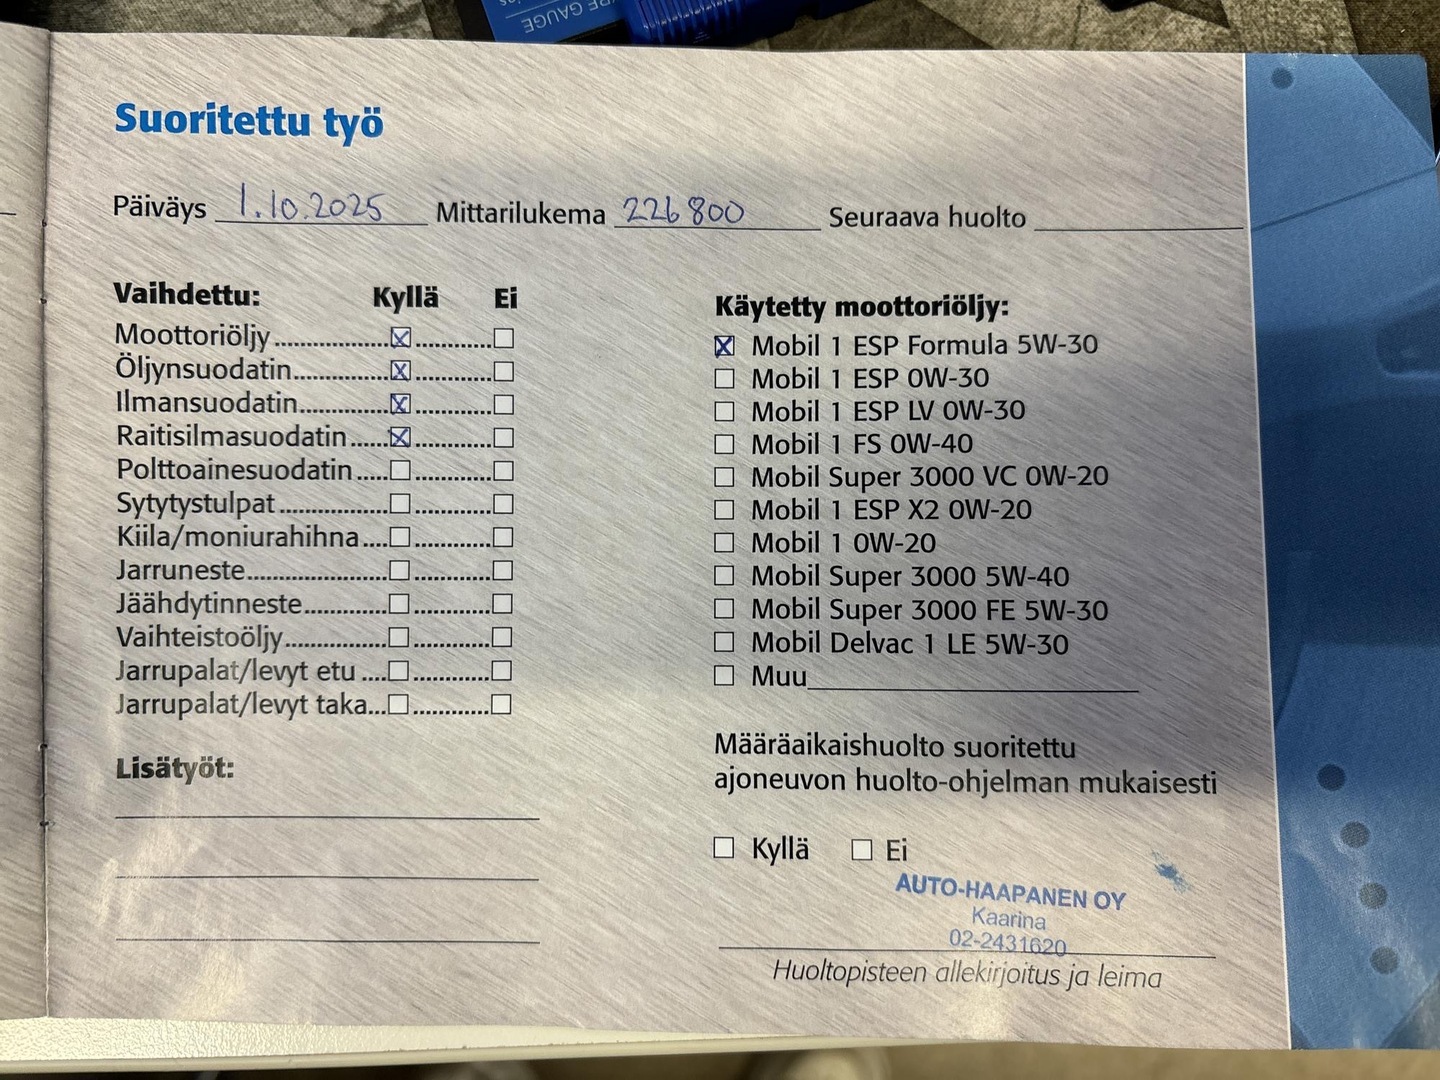 RE GAUGE
Suoritettu työ
Päiväys 1.10.2025 Mittarilukema 226 800 Seuraava huolto
Vaihdettu: Kyllä Ei
Moottoriöljy
Öljynsuodatin
Ilmansuodatin
Raitisilmasuodatin
Polttoainesuodatin
Sytytystulpat
Kiila/moniurahihna
Jarruneste
Jäähdytinneste
Vaihteistoöljy
Jarrupalat/levyt etu
Jarrupalat/levyt taka
Lisätyöt:
Käytetty moottoriöljy:
Mobil 1 ESP Formula 5W-30
Mobil 1 ESP 0W-30
Mobil 1 ESP LV 0W-30
Mobil 1 FS 0W-40
Mobil Super 3000 VC 0W-20
Mobil 1 ESP X2 0W-20
Mobil 1 0W-20
Mobil Super 3000 5W-40
Mobil Super 3000 FE 5W-30
Mobil Delvac 1 LE 5W-30
Muu
Määräaikaishuolto suoritettu
ajoneuvon huolto-ohjelman mukaisesti
Kyllä Ei
AUTO-HAAPANEN OY
Kaarina
02-2431620
Huoltopisteen allekirjoitus ja leima